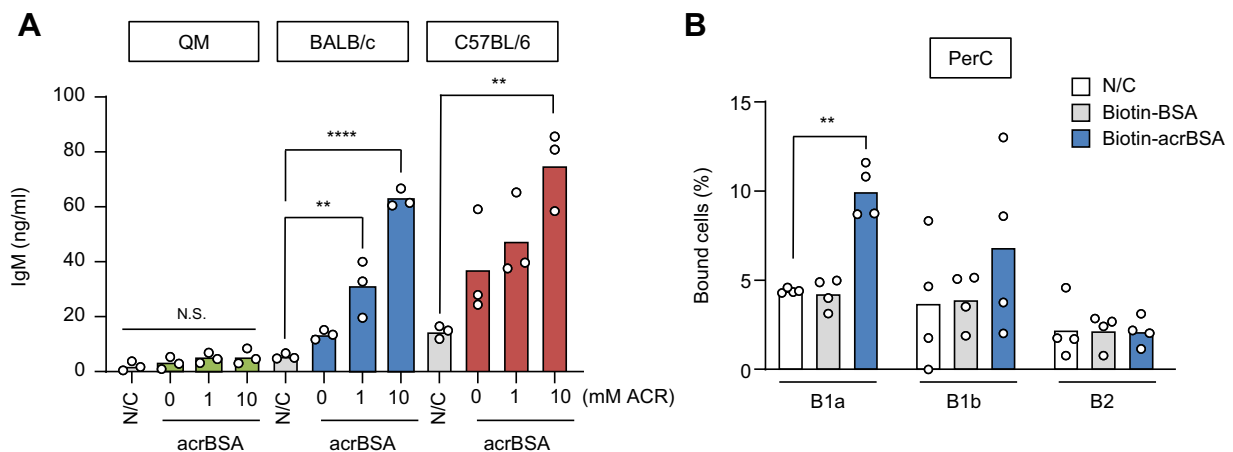 A
QM
BALB/c
C57BL/6
IgM (ng/ml)
100
80
60
40
20
0
N.S.
**
****
**
N/C 0 1 10 N/C 0 1 10 N/C 0 1 10 (mM ACR)
acrBSA acrBSA acrBSA
B
PerC
N/C
Biotin-BSA
Biotin-acrBSA
Bound cells (%)
15
10
5
0
**
B1a B1b B2